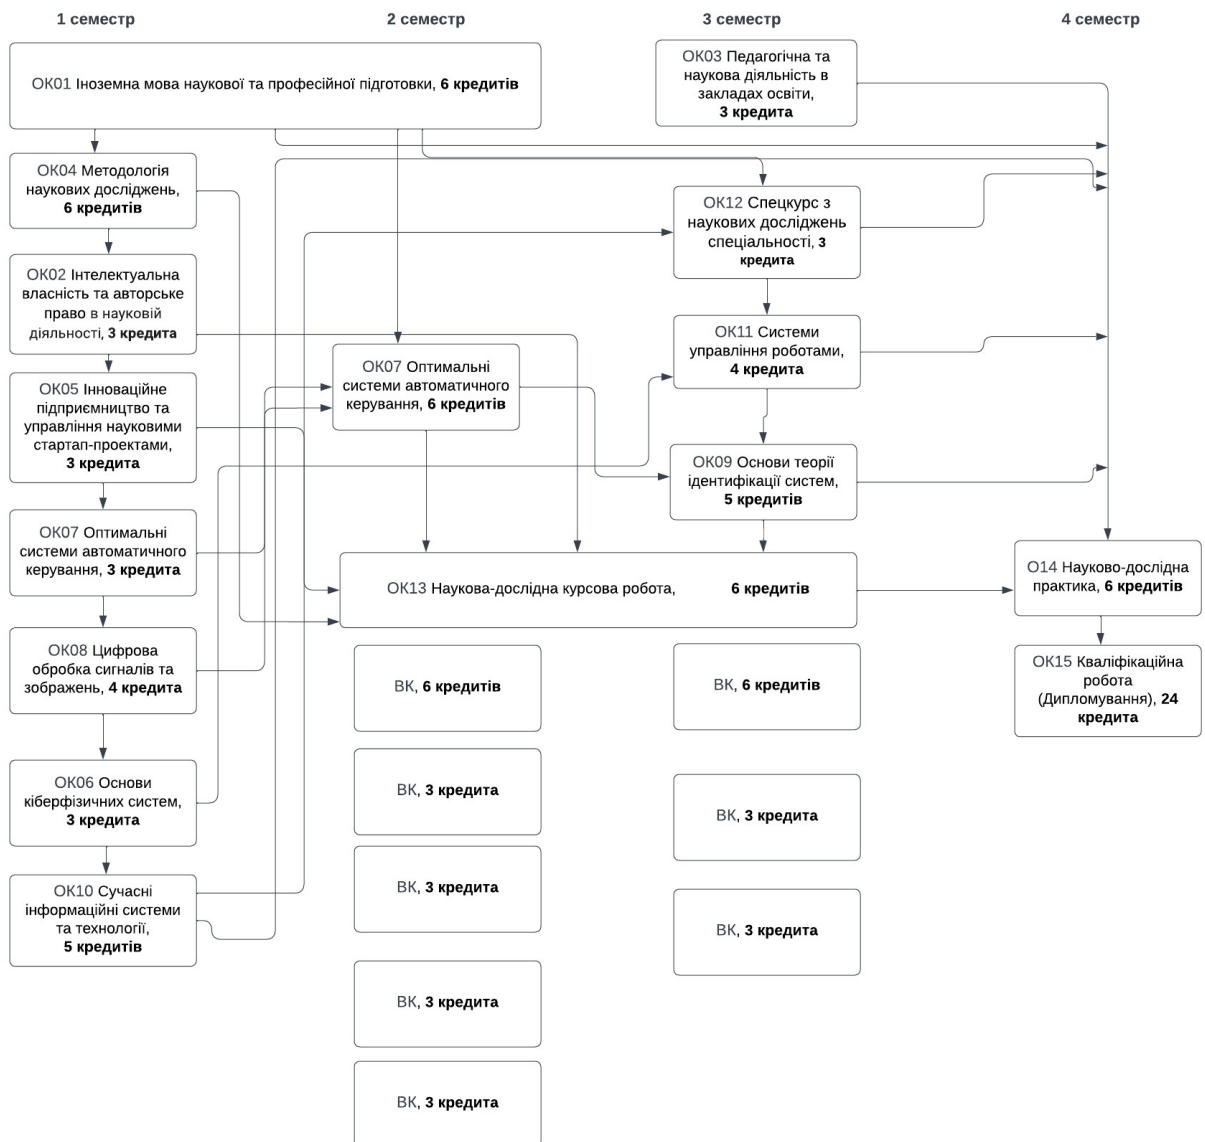 1 семестр
2 семестр
3 семестр
4 семестр
ОК01 Іноземна мова наукової та професійної підготовки, 6 кредитів
ОК03 Педагогічна та
наукова діяльність в
закладах освіти,
3 кредита
ОК04 Методологія
наукових досліджень,
6 кредитів
ОК02 Інтелектуальна
власність та авторське
право в науковій
діяльності, 3 кредита
ОК05 Інноваційне
підприємництво та
управління науковими
стартап-проектами,
3 кредита
ОК07 Оптимальні
системи автоматичного
керування, 3 кредита
ОК08 Цифрова
обробка сигналів та
зображень, 4 кредита
ОК06 Основи
кіберфізичних систем,
3 кредита
ОК10 Сучасні
інформаційні системи
та технології,
5 кредитів
ОК07 Оптимальні
системи автоматичного
керування, 6 кредитів
ОК12 Спецкурс з
наукових досліджень
спеціальності, 3
кредита
ОК11 Системи
управління роботами,
4 кредита
ОК09 Основи теорії
ідентифікації систем,
5 кредитів
ОК13 Наукова-дослідна курсова робота, 6 кредитів
О14 Науково-дослідна
практика, 6 кредитів
ОК15 Кваліфікаційна
робота
(Дипломування), 24
кредита
ВК, 6 кредитів
ВК, 3 кредита
ВК, 3 кредита
ВК, 3 кредита
ВК, 3 кредита
ВК, 6 кредитів
ВК, 3 кредита
ВК, 3 кредита